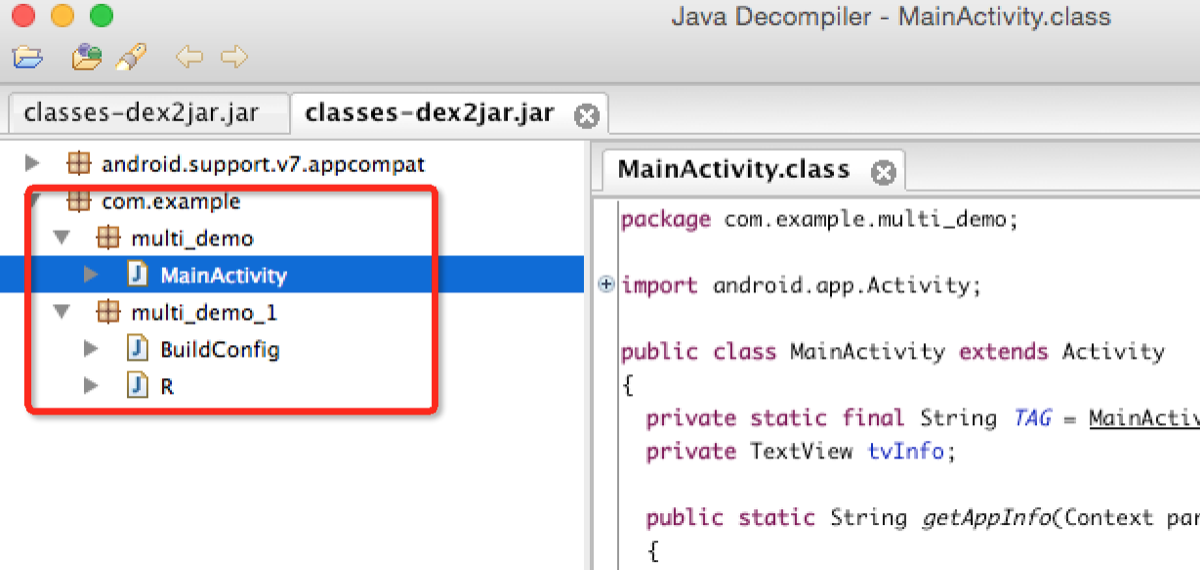 Java Decompiler - MainActivity.class
classes-dex2jar.jar
classes-dex2jar.jar
android.support.v7.appcompat
com.example
multi_demo
MainActivity
multi_demo_1
BuildConfig
R
MainActivity.class
package com.example.multi_demo;
import android.app.Activity;
public class MainActivity extends Activity
{
private static final String TAG = MainActiv
private TextView tvInfo;
public static String getAppInfo(Context par
{